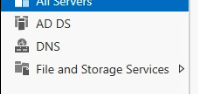 All Servers
AD DS
DNS
File and Storage Services